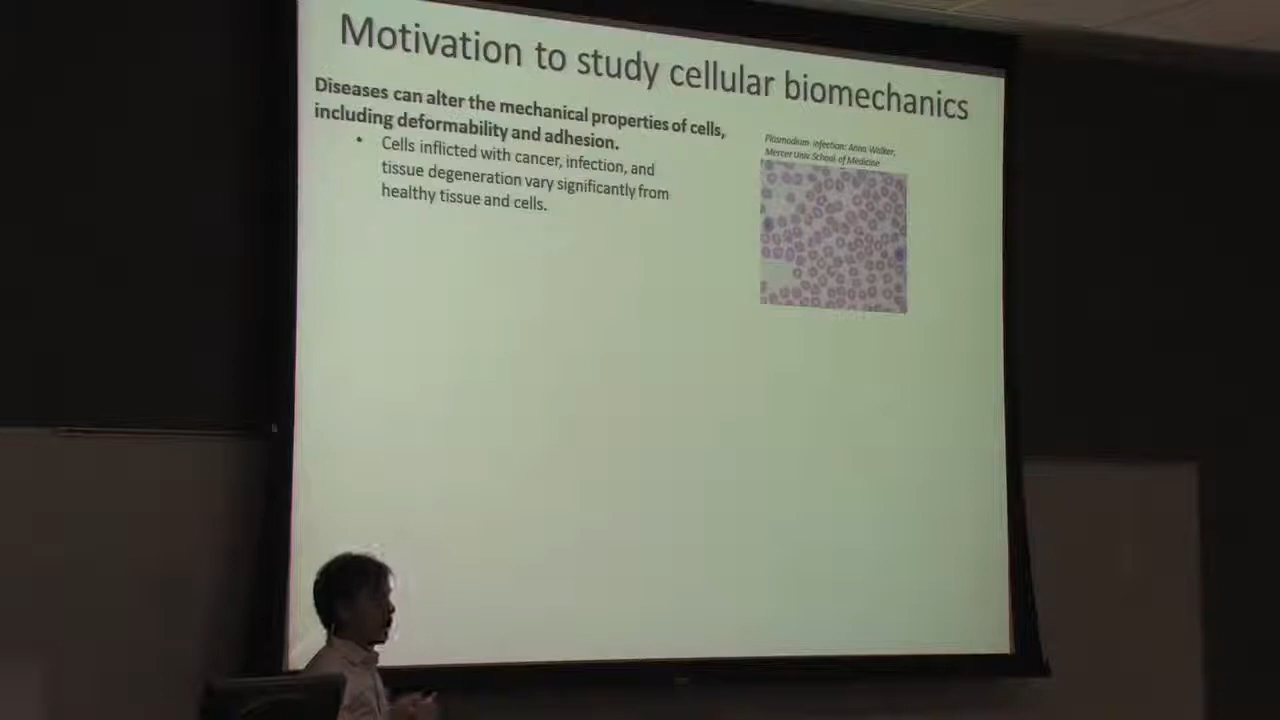 Motivation to study cellular biomechanics
Diseases can alter the mechanical properties of cells,
including deformability and adhesion.
• Cells inflicted with cancer, infection, and
tissue degeneration vary significantly from
healthy tissue and cells.
Plasmodium infection: Anna Walker,
Mercer Univ. School of Medicine